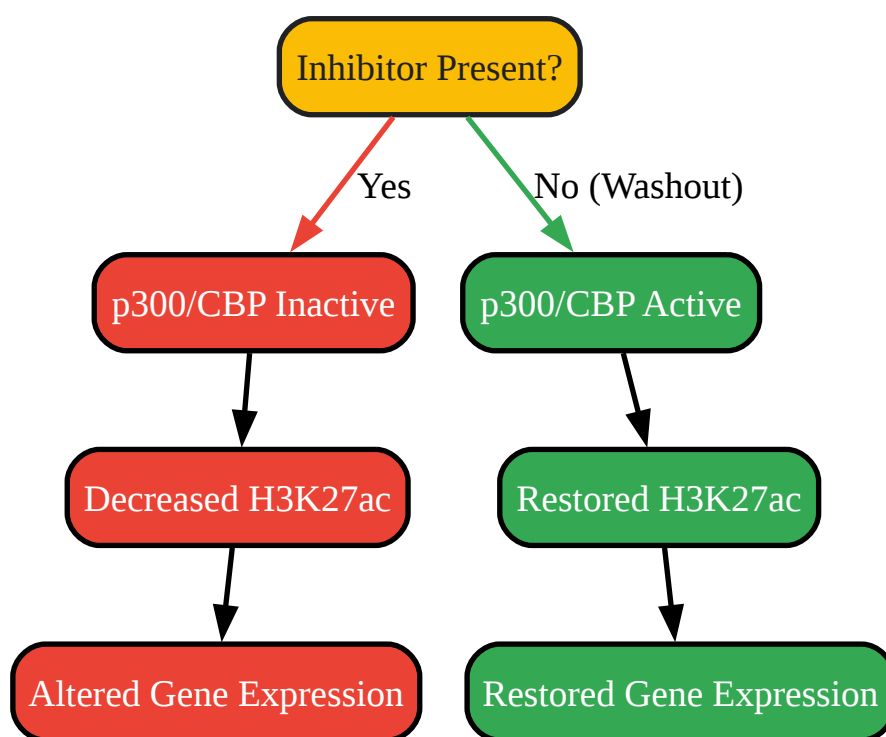 Inhibitor Present?
Yes
No (Washout)
p300/CBP Inactive
p300/CBP Active
Decreased H3K27ac
Restored H3K27ac
Altered Gene Expression
Restored Gene Expression